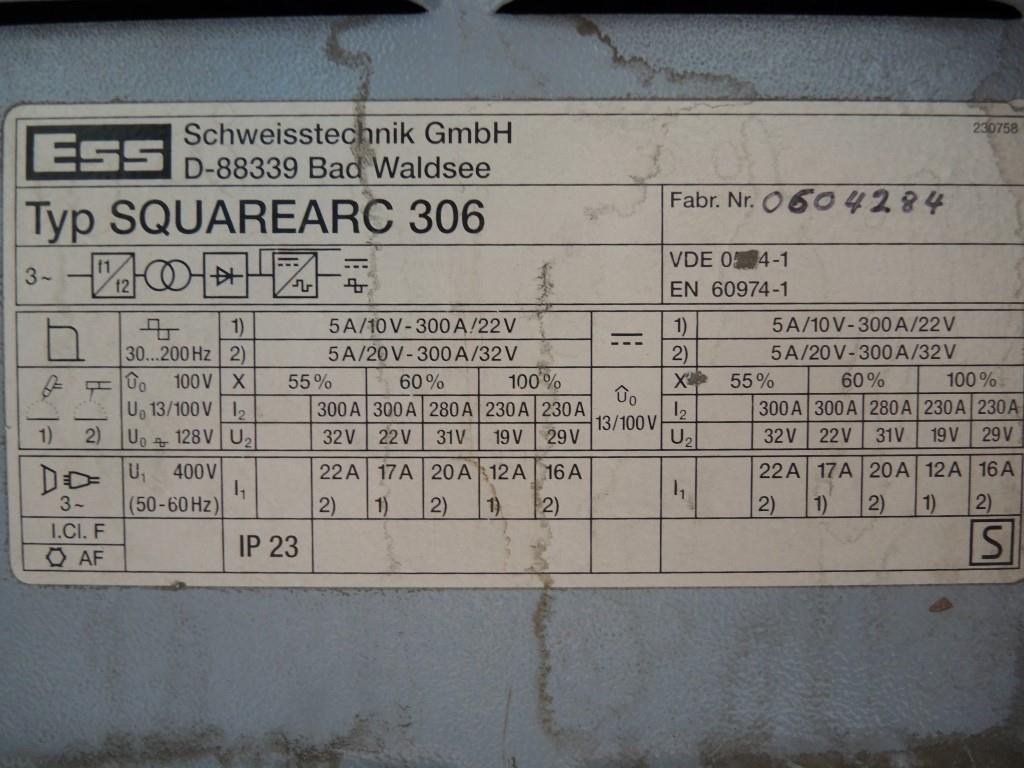 ESS Schweisstechnik GmbH
D-88339 Bad Waldsee
230758
Typ SQUAREARC 306
Fabr. Nr. 0604284
3~ f1 f2
VDE 0 4-1
EN 60974-1
30...200Hz 1) 5A/10V-300A/22V 1) 5A/10V-300A/22V
2) 5A/20V-300A/32V 2) 5A/20V-300A/32V
Û0 100V X 55% 60% 100% Û0 X 55% 60% 100%
U0 13/100V I2 300A 300A 280A 230A 230A 13/100V I2 300A 300A 280A 230A 230A
1) 2) U0 128V U2 32V 22V 31V 19V 29V U2 32V 22V 31V 19V 29V
U1 400V I1 22A 17A 20A 12A 16A I1 22A 17A 20A 12A 16A
3~ (50-60Hz) 2) 1) 2) 1) 2) 2) 1) 2) 1) 2)
I.Cl. F
AF
IP 23
S